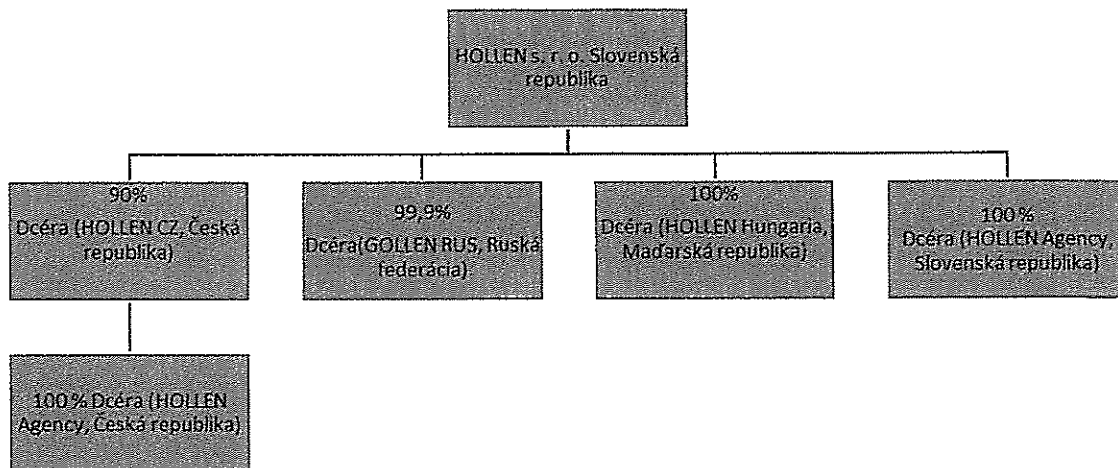 HOLLEN s. r. o. Slovenská
republika
90%
Dcéra (HOLLEN CZ, Česká
republika)
99,9%
Dcéra(GOLLEN RUS, Ruská
federácia)
100%
Dcéra (HOLLEN Hungaria,
Maďarská republika)
100%
Dcéra (HOLLEN Agency,
Slovenská republika)
100% Dcéra (HOLLEN
Agency, Česká republika)